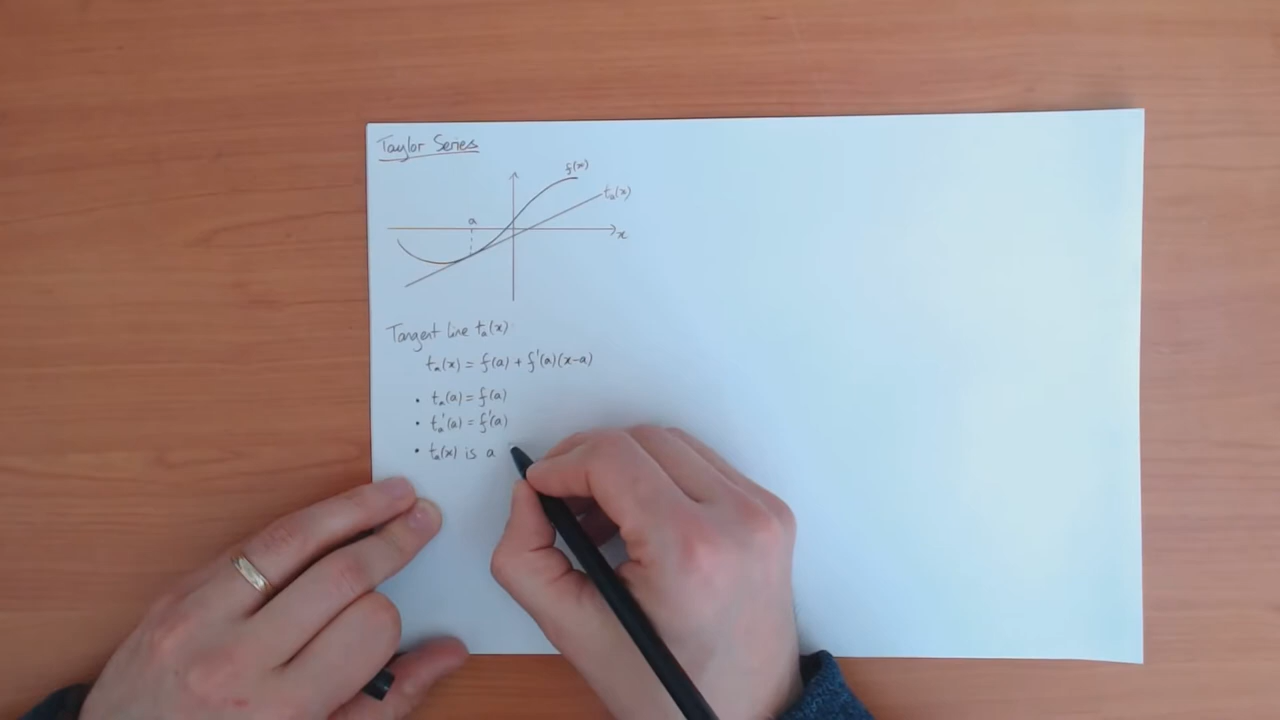 Taylor Series
f(x)
tₐ(x)
a
x
Tangent line tₐ(x)
tₐ(x) = f(a) + f'(a)(x-a)
• tₐ(a) = f(a)
• tₐ'(a) = f'(a)
• tₐ(x) is a